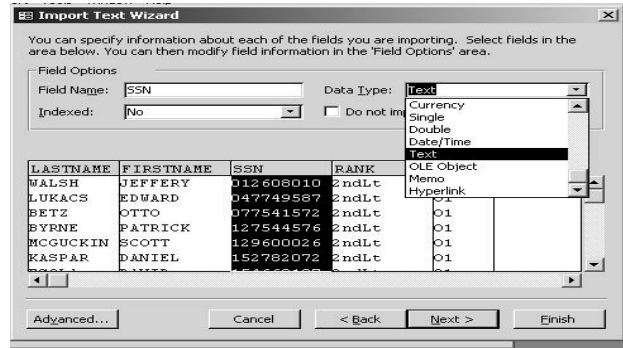 Import Text Wizard
You can specify information about each of the fields you are importing. Select fields in the
area below. You can then modify field information in the 'Field Options' area.
Field Options
Field Name: SSN Data Type: Text
Indexed: No Do not im
Currency
Single
Double
Date/Time
Text
OLE Object
Memo
Hyperlink
LASTNAME FIRSTNAME SSN RANK
WALSH JEFFERY 012608010 2ndLt
LUKACS EDWARD 047749587 2ndLt O1
BETZ OTTO 077541572 2ndLt O1
BYRNE PATRICK 127544576 2ndLt O1
MCGUCKIN SCOTT 129600026 2ndLt O1
KASPAR DANIEL 152782072 2ndLt O1
Advanced... Cancel < Back Next > Finish